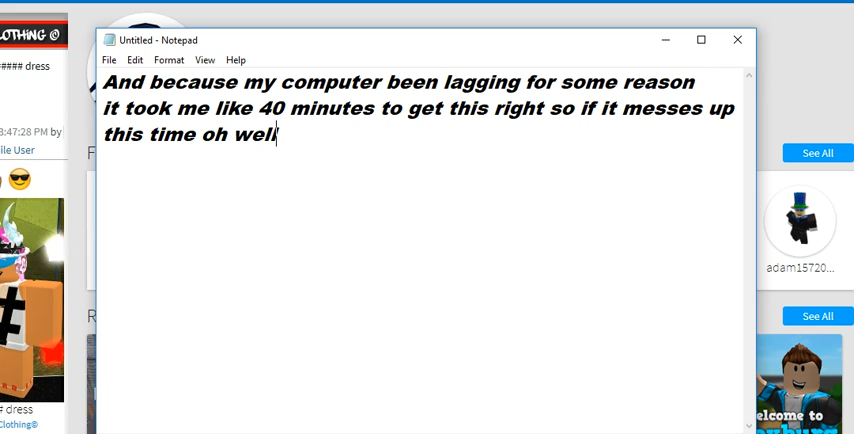 LOTHING ©
##### dress
3:47:28 PM by
ile User
Untitled - Notepad
File Edit Format View Help
And because my computer been lagging for some reason
it took me like 40 minutes to get this right so if it messes up
this time oh well
F
See All
adam15720...
R
See All
# dress
Clothing©
elcome to